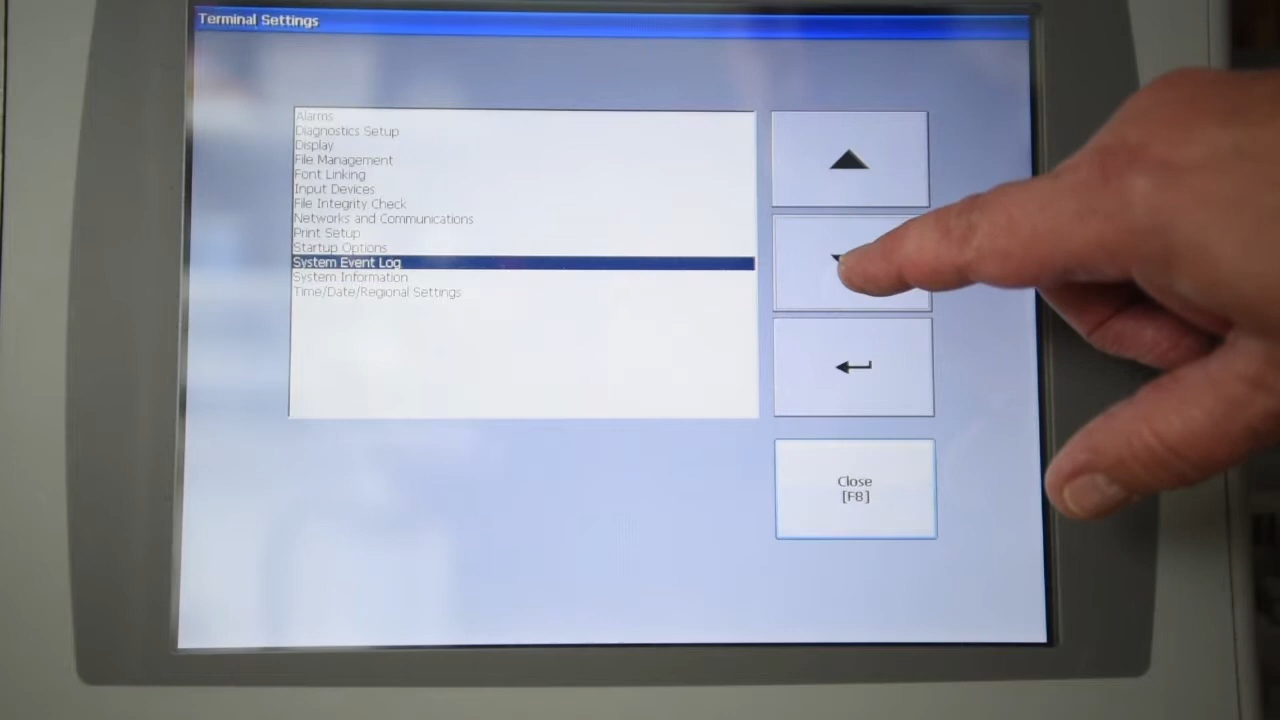 Terminal Settings
Alarms
Diagnostics Setup
Display
File Management
Font Linking
Input Devices
File Integrity Check
Networks and Communications
Print Setup
Startup Options
System Event Log
System Information
Time/Date/Regional Settings
Close
[F8]